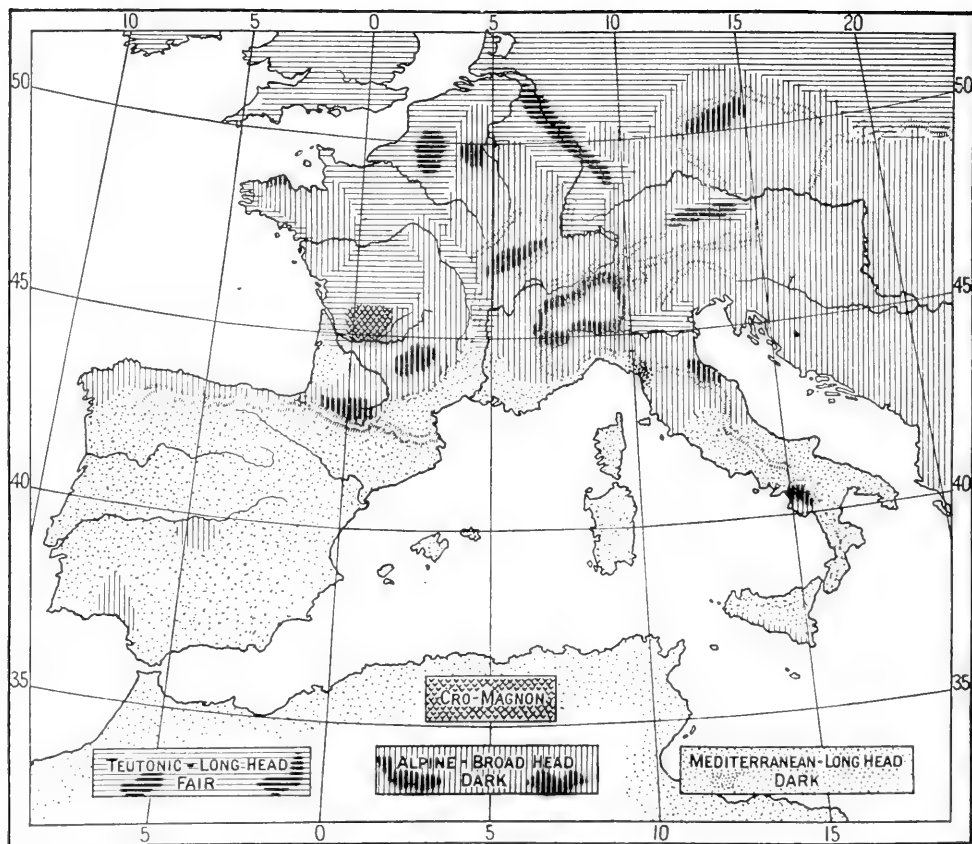 10 5 0 5 10 15 20
50 50
45 45
40 40
35 35
CRO-MAGNON
TEUTONIC-LONG HEAD
FAIR
ALPINE-BROAD HEAD
DARK
MEDITERRANEAN-LONG HEAD
DARK
5 0 5 10 15